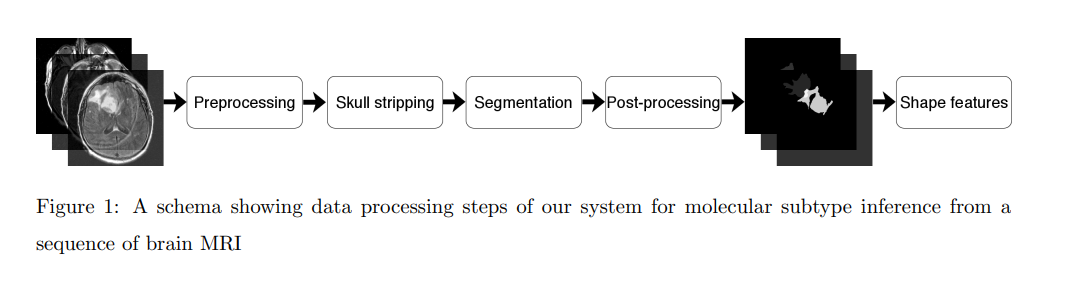 Preprocessing
Skull stripping
Segmentation
Post-processing
Shape features
Figure 1: A schema showing data processing steps of our system for molecular subtype inference from a
sequence of brain MRI